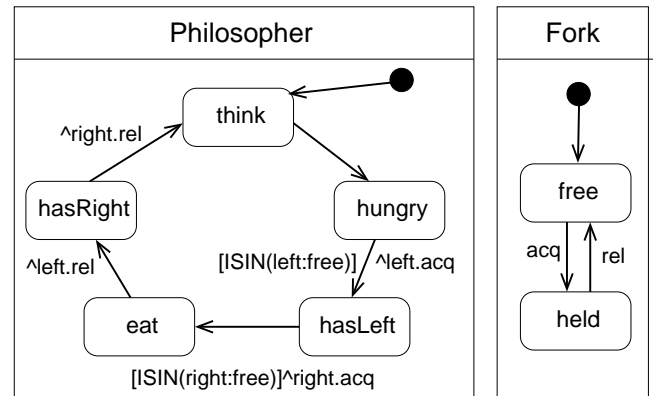 Philosopher
Fork
think
^right.rel
hasRight
hungry
free
[ISIN(left:free)]
^left.acq
acq
rel
^left.rel
eat
hasLeft
held
[ISIN(right:free)]^right.acq